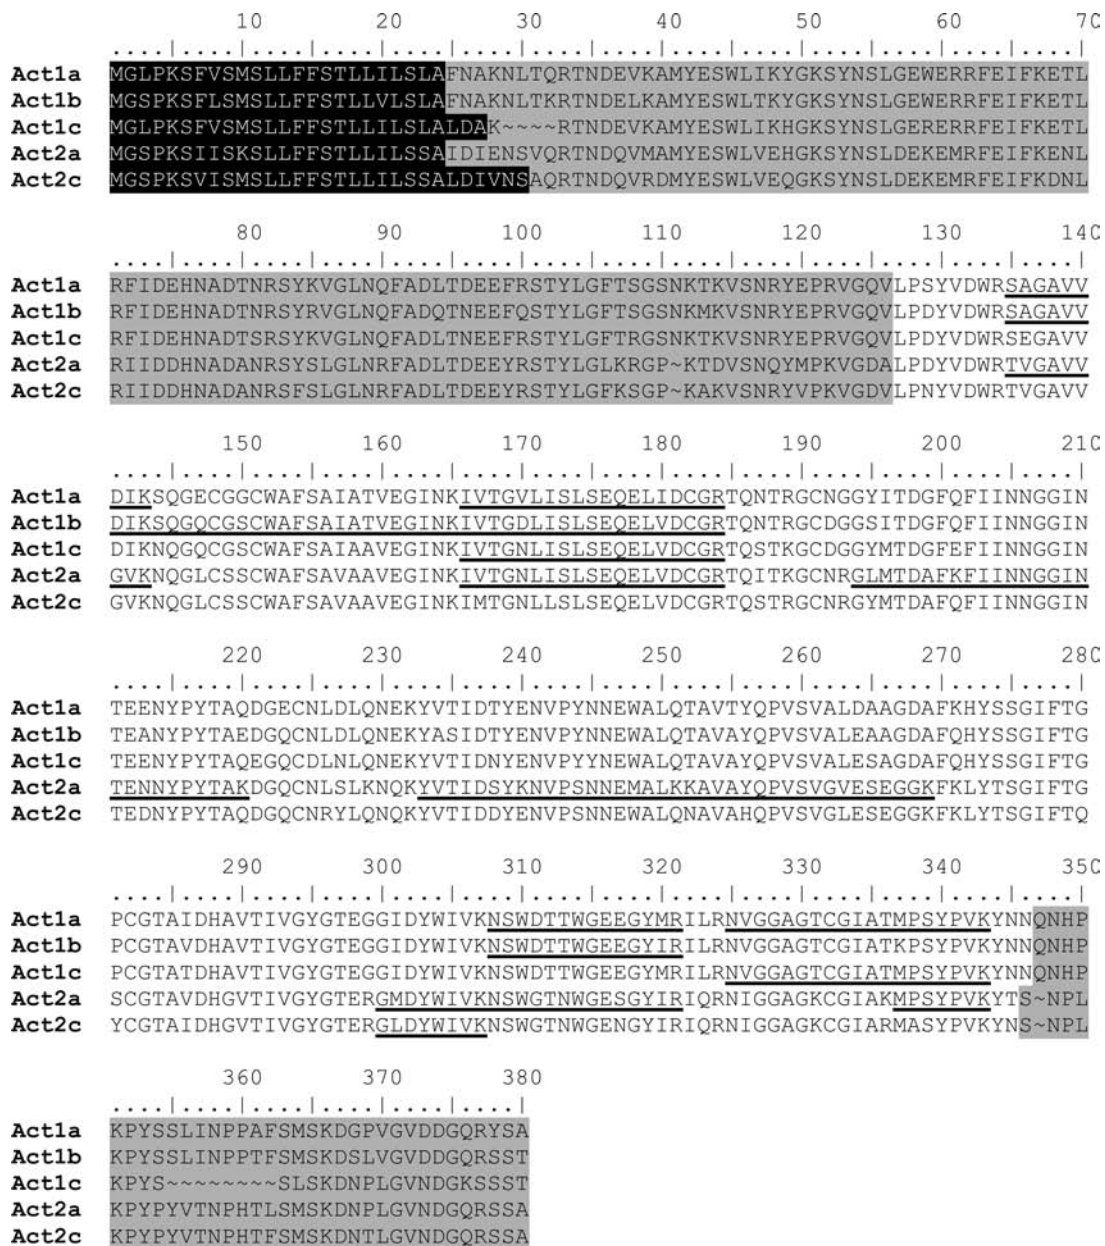 10 20 30 40 50 60 70
....|....|....|....|....|....|....|....|....|....|....|....|....|....|
Act1a MGLPKSFVSMSLLFFSTLLILSLAFNAKNLTQRTNDEVKAMYESWLIKYGKSYNSLGEWERRFEIFKETL
Act1b MGSPKSFLSMSLLFFSTLLVLSLAFNAKNLTKRTNDELKAMYESWLTKYGKSYNSLGEWERRFEIFKETL
Act1c MGLPKSFVSMSLLFFSTLLILSLALDAK~~~~RTNDEVKAMYESWLIKHGKSYNSLGERERRFEIFKETL
Act2a MGSPKSIISKSLLFFSTLLILSSAIDIENSVQRTNDQVMAMYESWLVEHGKSYNSLDEKEMRFEIFKENL
Act2c MGSPKSVISMSLLFFSTLLILSSALDIVNSAQRTNDQVRDMYESWLVEQGKSYNSLDEKEMRFEIFKDNL
80 90 100 110 120 130 140
....|....|....|....|....|....|....|....|....|....|....|....|....|....|
Act1a RFIDEHNADTNRSYKVGLNQFADLTDEEFRSTYLGFTSGSNKTKVSNRYEPRVGQVLPSYVDWRSAGAVV
Act1b RFIDEHNADTNRSYRVGLNQFADQTNEEFQSTYLGFTSGSNKMKVSNRYEPRVGQVLPDYVDWRSAGAVV
Act1c RFIDEHNADTSRSYKVGLNRFADLTNEEFRSTYLGFTRGSNKTKVSNRYEPRVGQVLPDYVDWRSEGAVV
Act2a RIIDDHNADANRSYSLGLNRFADLTDEEYRSTYLGLKRGP~KTDVSNQYMPKVGDALPDYVDWRTVGAVV
Act2c RIIDDHNADANRSFSLGLNRFADLTDEEYRSTYLGFKSGP~KAKVSNRYVPKVGDVLPNYVDWRTVGAVV
150 160 170 180 190 200 210
....|....|....|....|....|....|....|....|....|....|....|....|....|....|
Act1a DIKSQGECGGCWAFSAIATVEGINKIVTGVLISLSEQELIDCGRTQNTRGCNGGYITDGFQFIINNGGIN
Act1b DIKSQGQCGSCWAFSAIATVEGINKIVTGDLISLSEQELVDCGRTQNTRGCDGGSITDGFQFIINNGGIN
Act1c DIKNQGQCGSCWAFSAIAAVEGINKIVTGNLISLSEQELVDCGRTQSTKGCDGGYMTDGFEFIINNGGIN
Act2a GVKNQGLCSSCWAFSAVAAVEGINKIVTGNLISLSEQELVDCGRTQITKGCNRGLMTDAFKFIINNGGIN
Act2c GVKNQGLCSSCWAFSAVAAVEGINKIMTGNLLSLSEQELVDCGRTQSTRGCNRGYMTDAFQFIINNGGIN
220 230 240 250 260 270 280
....|....|....|....|....|....|....|....|....|....|....|....|....|....|
Act1a TEENYPYTAQDGECNLDLQNEKYVTIDTYENVPYNNEWALQTAVTYQPVSVALDAAGDAFKHYSSGIFTG
Act1b TEANYPYTAEDGQCNLDLQNEKYASIDTYENVPYNNEWALQTAVAYQPVSVALEAAGDAFQHYSSGIFTG
Act1c TEENYPYTAQEGQCDLNLQNEKYVTIDNYENVPYYNEWALQTAVAYQPVSVALESAGDAFQHYSSGIFTG
Act2a TENNYPYTAKDGQCNLSLKNQKYVTIDSYKNVPSNNEMALKKAVAYQPVSVGVESEGGKFKLYTSGIFTG
Act2c TEDNYPYTAQDGQCNRYLQNQKYVTIDDYENVPSNNEWALQNAVAHQPVSVGLESEGGKFKLYTSGIFTQ
290 300 310 320 330 340 350
....|....|....|....|....|....|....|....|....|....|....|....|....|....|
Act1a PCGTAIDHAVTIVGYGTEGGIDYWIVKNSWDTTWGEEGYMRILRNVGGAGTCGIATMPSYPVKYNNQNHP
Act1b PCGTAVDHAVTIVGYGTEGGIDYWIVKNSWDTTWGEEGYIRILRNVGGAGTCGIATKPSYPVKYNNQNHP
Act1c PCGTATDHAVTIVGYGTEGGIDYWIVKNSWDTTWGEEGYMRILRNVGGAGTCGIATMPSYPVKYNNQNHP
Act2a SCGTAVDHGVTIVGYGTERGMDYWIVKNSWGTNWGESGYIRIQRNIGGAGKCGIAKMPSYPVKYTS~NPL
Act2c YCGTAIDHGVTIVGYGTERGLDYWIVKNSWGTNWGENGYIRIQRNIGGAGKCGIARMASYPVKYNS~NPL
360 370 380
....|....|....|....|....|....|
Act1a KPYSSLINPPAFSMSKDGPVGVDDGQRYSA
Act1b KPYSSLINPPTFSMSKDSLVGVDDGQRSST
Act1c KPYS~~~~~~~~SLSKDNPLGVNDGKSSST
Act2a KPYPYVTNPHTLSMSKDNPLGVNDGQRSSA
Act2c KPYPYVTNPHTFSMSKDNTLGVNDGQRSSA